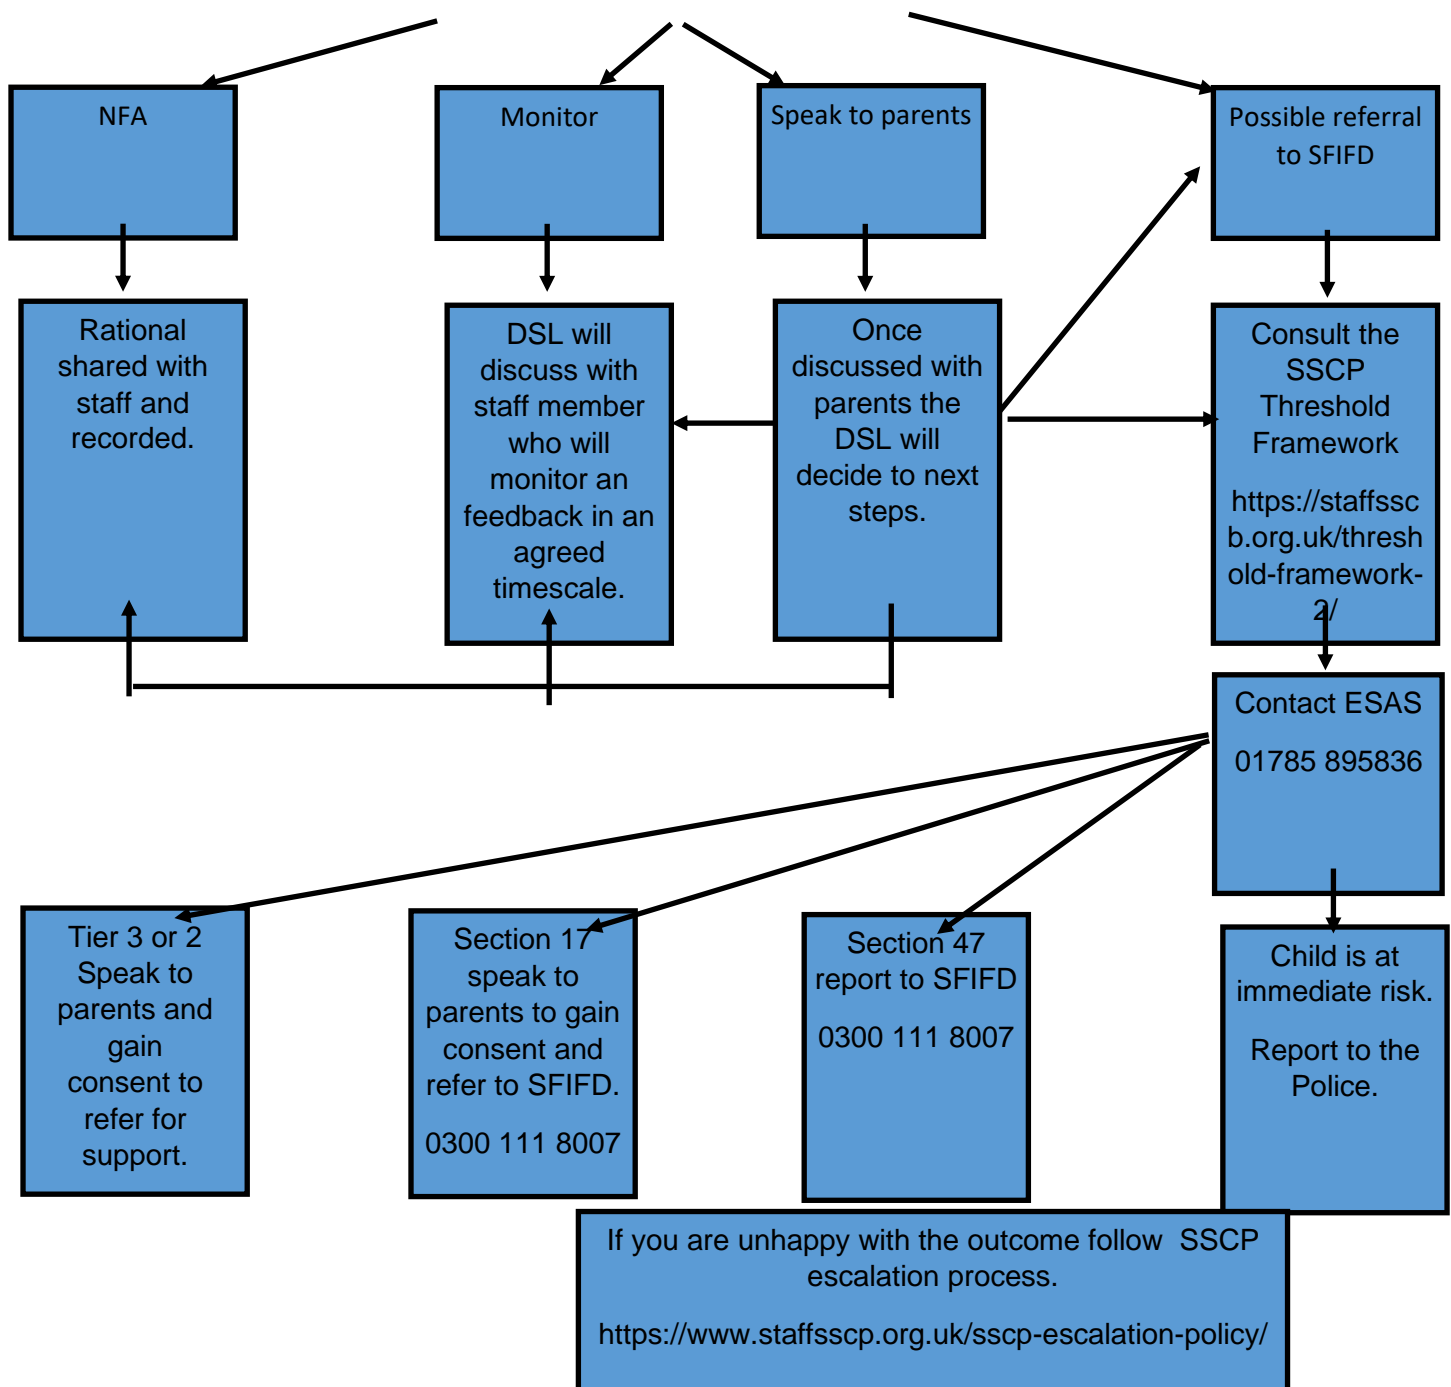 NFA
Monitor
Speak to parents
Possible referral
to SFIFD
Rational
shared with
staff and
recorded.
DSL will
discuss with
staff member
who will
monitor an
feedback in an
agreed
timescale.
Once
discussed with
parents the
DSL will
decide to next
steps.
Consult the
SSCP
Threshold
Framework
https://staffssc
b.org.uk/thresh
old-framework-
2/
Contact ESAS
01785 895836
Tier 3 or 2
Speak to
parents and
gain
consent to
refer for
support.
Section 17
speak to
parents to gain
consent and
refer to SFIFD.
0300 111 8007
Section 47
report to SFIFD
0300 111 8007
Child is at
immediate risk.
Report to the
Police.
If you are unhappy with the outcome follow  SSCP
escalation process.
https://www.staffsscp.org.uk/sscp-escalation-policy/